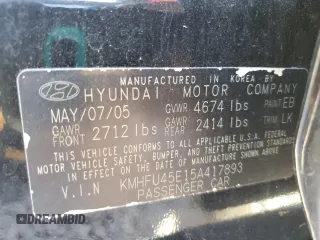 MANUFACTURED IN KOREA BY
HYUNDAI MOTOR COMPANY
MAY/07/05 GVWR 4674 lbs PAINT EB
GAWR FRONT 2712 lbs GAWR REAR 2414 lbs TRIM LK
THIS VEHICLE CONFORMS TO ALL APPLICABLE U.S.A. FEDERAL
MOTOR VEHICLE SAFETY, BUMPER, AND THEFT PREVENTION STANDARDS
IN EFFECT ON THE DATE OF MANUFACTURE SHOWN ABOVE.
V.I.N KMHFU45E15A417893
PASSENGER CAR
DREAMBID.COM